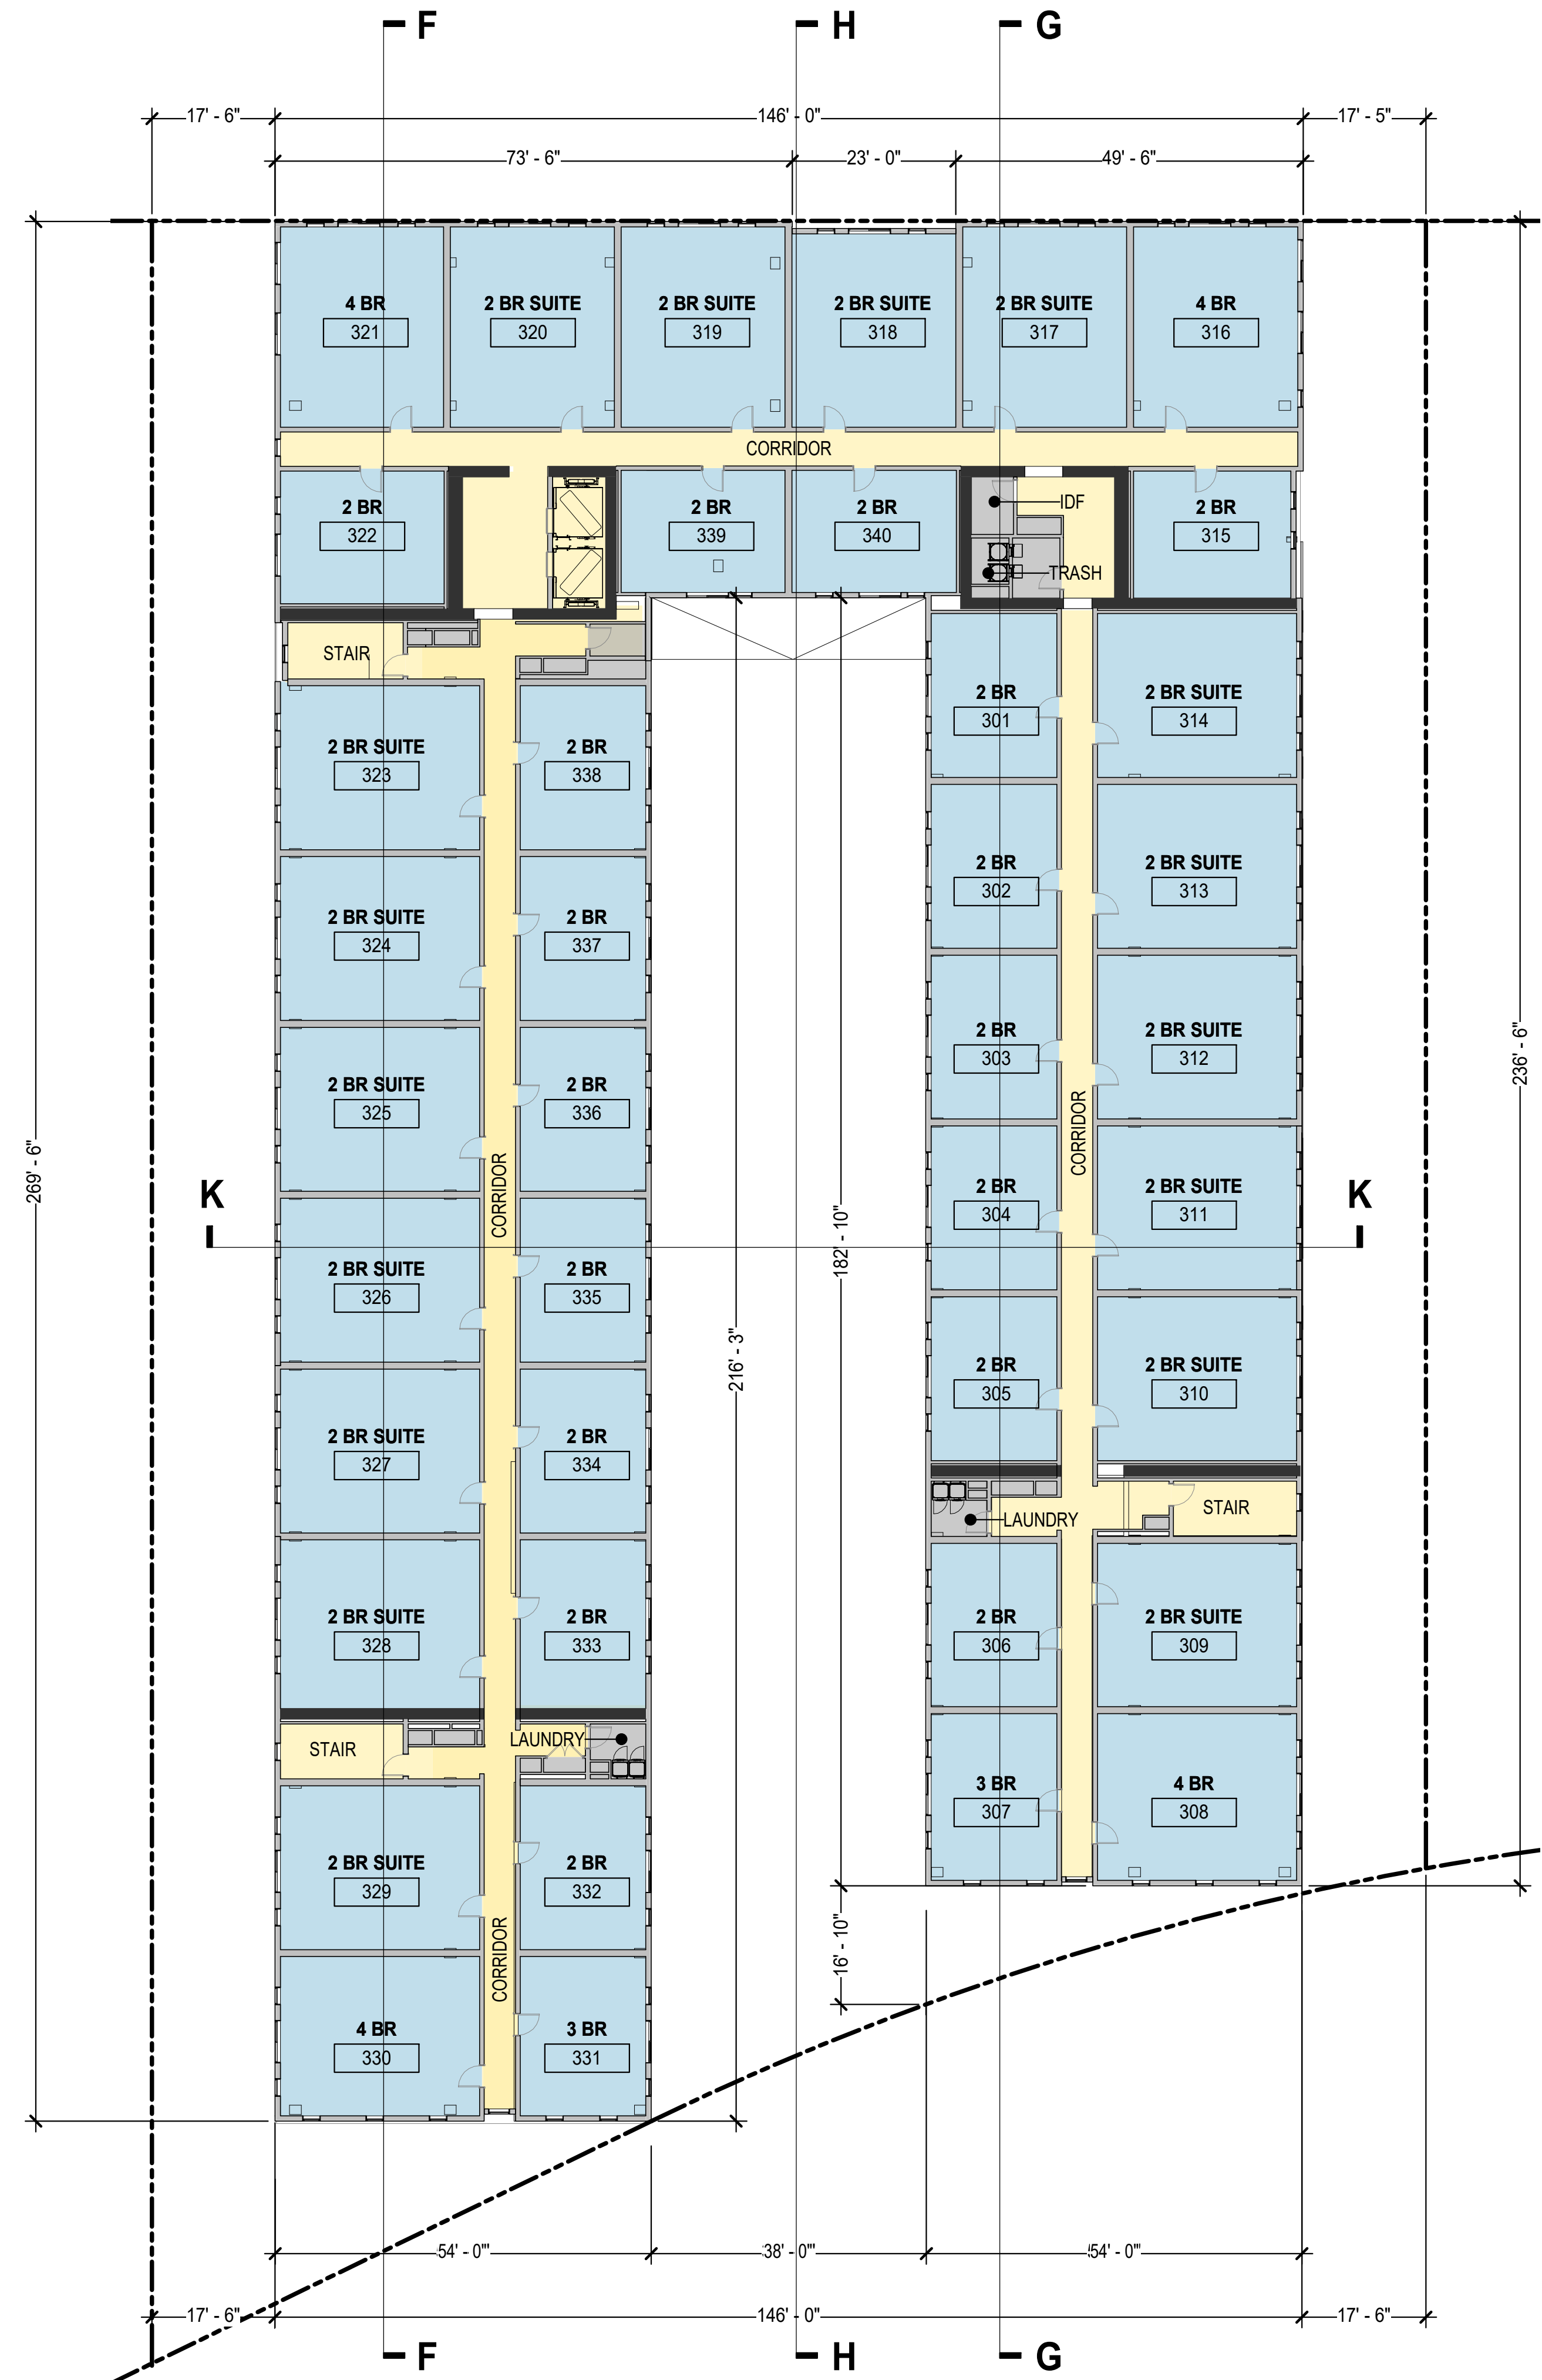 F
H
G
17' - 6"
146' - 0"
17' - 5"
73' - 6"
23' - 0"
49' - 6"
4 BR
321
2 BR SUITE
320
2 BR SUITE
319
2 BR SUITE
318
2 BR SUITE
317
4 BR
316
CORRIDOR
2 BR
322
2 BR
339
2 BR
340
IDF
TRASH
2 BR
315
STAIR
2 BR SUITE
323
2 BR
338
2 BR
301
2 BR SUITE
314
2 BR SUITE
324
2 BR
337
2 BR
302
2 BR SUITE
313
2 BR SUITE
325
2 BR
336
2 BR
303
2 BR SUITE
312
CORRIDOR
CORRIDOR
269' - 6"
236' - 6"
K
K
2 BR SUITE
326
2 BR
335
182' - 10"
216' - 3"
2 BR
304
2 BR SUITE
311
2 BR SUITE
327
2 BR
334
2 BR
305
2 BR SUITE
310
LAUNDRY
STAIR
2 BR SUITE
328
2 BR
333
2 BR
306
2 BR SUITE
309
STAIR
LAUNDRY
3 BR
307
4 BR
308
2 BR SUITE
329
2 BR
332
CORRIDOR
16' - 10"
4 BR
330
3 BR
331
54' - 0"
38' - 0"
54' - 0"
17' - 6"
146' - 0"
17' - 6"
F
H
G